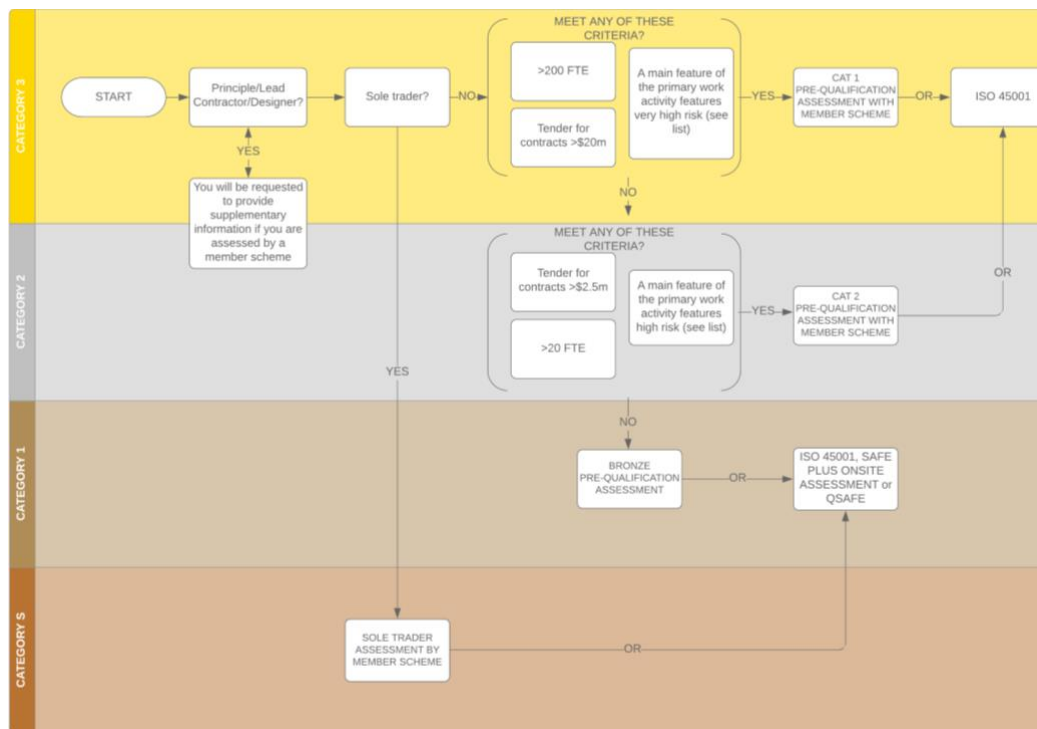 CATEGORY 3
START
Principle/Lead
Contractor/Designer?
YES
You will be requested
to provide
supplementary
information if you are
assessed by a
member scheme
Sole trader?
NO
MEET ANY OF THESE
CRITERIA?
>200 FTE
Tender for
contracts >$20m
A main feature of
the primary work
activity features
very high risk (see
list)
YES
CAT 1
PRE-QUALIFICATION
ASSESSMENT WITH
MEMBER SCHEME
OR
ISO 45001
NO
CATEGORY 2
MEET ANY OF THESE
CRITERIA?
Tender for
contracts >$2.5m
>20 FTE
A main feature of
the primary work
activity features
high risk (see list)
YES
CAT 2
PRE-QUALIFICATION
ASSESSMENT WITH
MEMBER SCHEME
OR
YES
NO
CATEGORY 1
BRONZE
PRE-QUALIFICATION
ASSESSMENT
OR
ISO 45001, SAFE
PLUS ONSITE
ASSESSMENT or
QSAFE
CATEGORY S
SOLE TRADER
ASSESSMENT BY
MEMBER SCHEME
OR